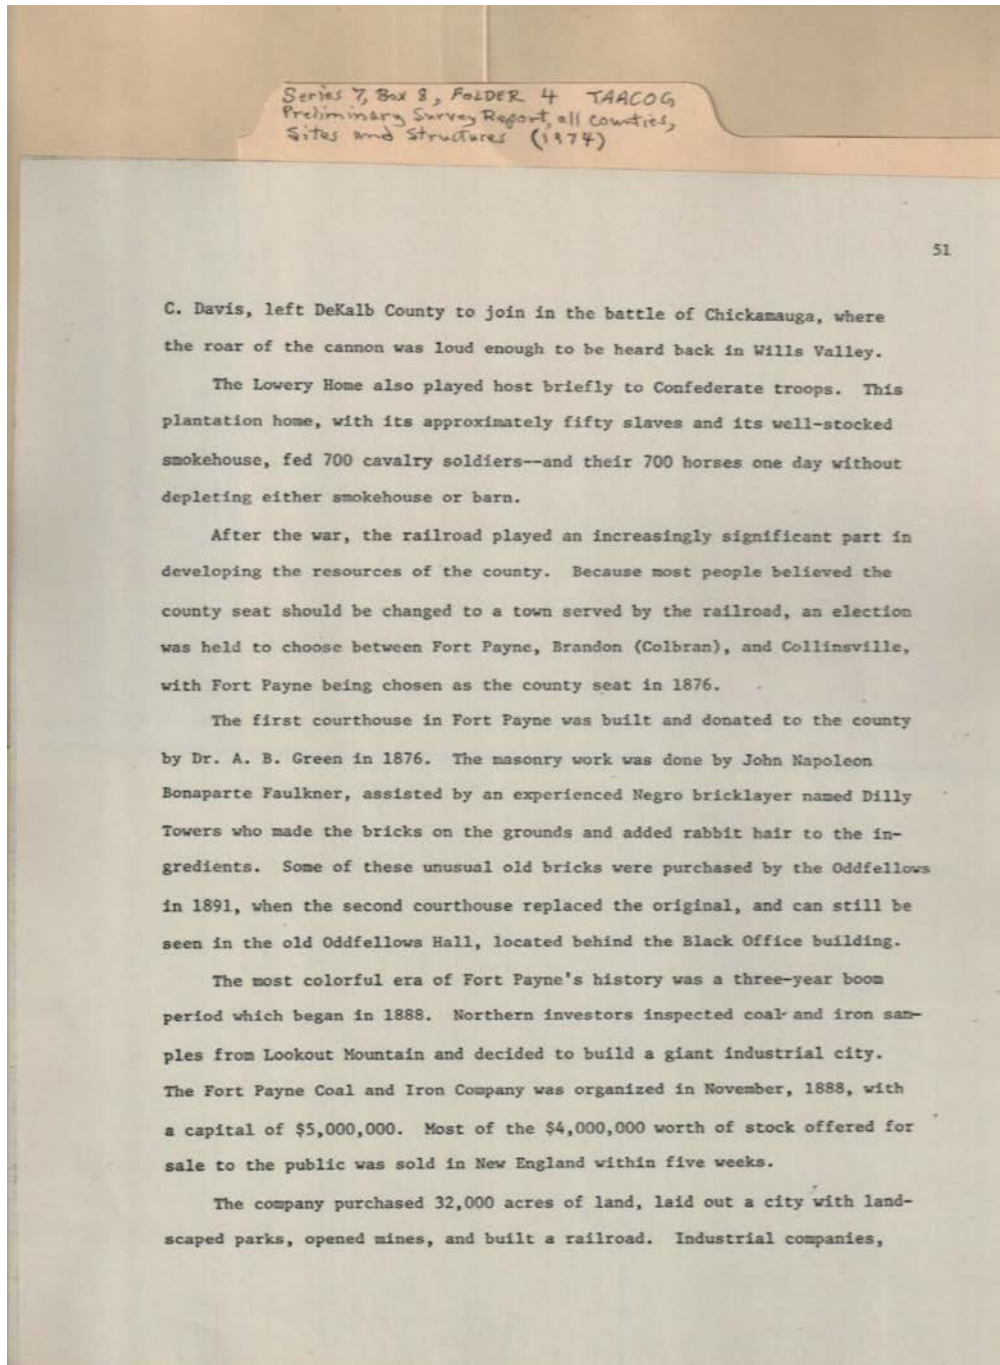 Series 7, Box 8, FOLDER 4 TAACOG
Preliminary Survey Report, all counties,
Sites and Structures (1974)
51
C. Davis, left DeKalb County to join in the battle of Chickamauga, where
the roar of the cannon was loud enough to be heard back in Wills Valley.
The Lowery Home also played host briefly to Confederate troops. This
plantation home, with its approximately fifty slaves and its well-stocked
smokehouse, fed 700 cavalry soldiers--and their 700 horses one day without
depleting either smokehouse or barn.
After the war, the railroad played an increasingly significant part in
developing the resources of the county. Because most people believed the
county seat should be changed to a town served by the railroad, an election
was held to choose between Fort Payne, Brandon (Colbran), and Collinsville,
with Fort Payne being chosen as the county seat in 1876.
The first courthouse in Fort Payne was built and donated to the county
by Dr. A. B. Green in 1876. The masonry work was done by John Napoleon
Bonaparte Faulkner, assisted by an experienced Negro bricklayer named Dilly
Towers who made the bricks on the grounds and added rabbit hair to the in-
gredients. Some of these unusual old bricks were purchased by the Oddfellows
in 1891, when the second courthouse replaced the original, and can still be
seen in the old Oddfellows Hall, located behind the Black Office building.
The most colorful era of Fort Payne's history was a three-year boom
period which began in 1888. Northern investors inspected coal and iron sam-
ples from Lookout Mountain and decided to build a giant industrial city.
The Fort Payne Coal and Iron Company was organized in November, 1888, with
a capital of $5,000,000. Most of the $4,000,000 worth of stock offered for
sale to the public was sold in New England within five weeks.
The company purchased 32,000 acres of land, laid out a city with land-
scaped parks, opened mines, and built a railroad. Industrial companies,